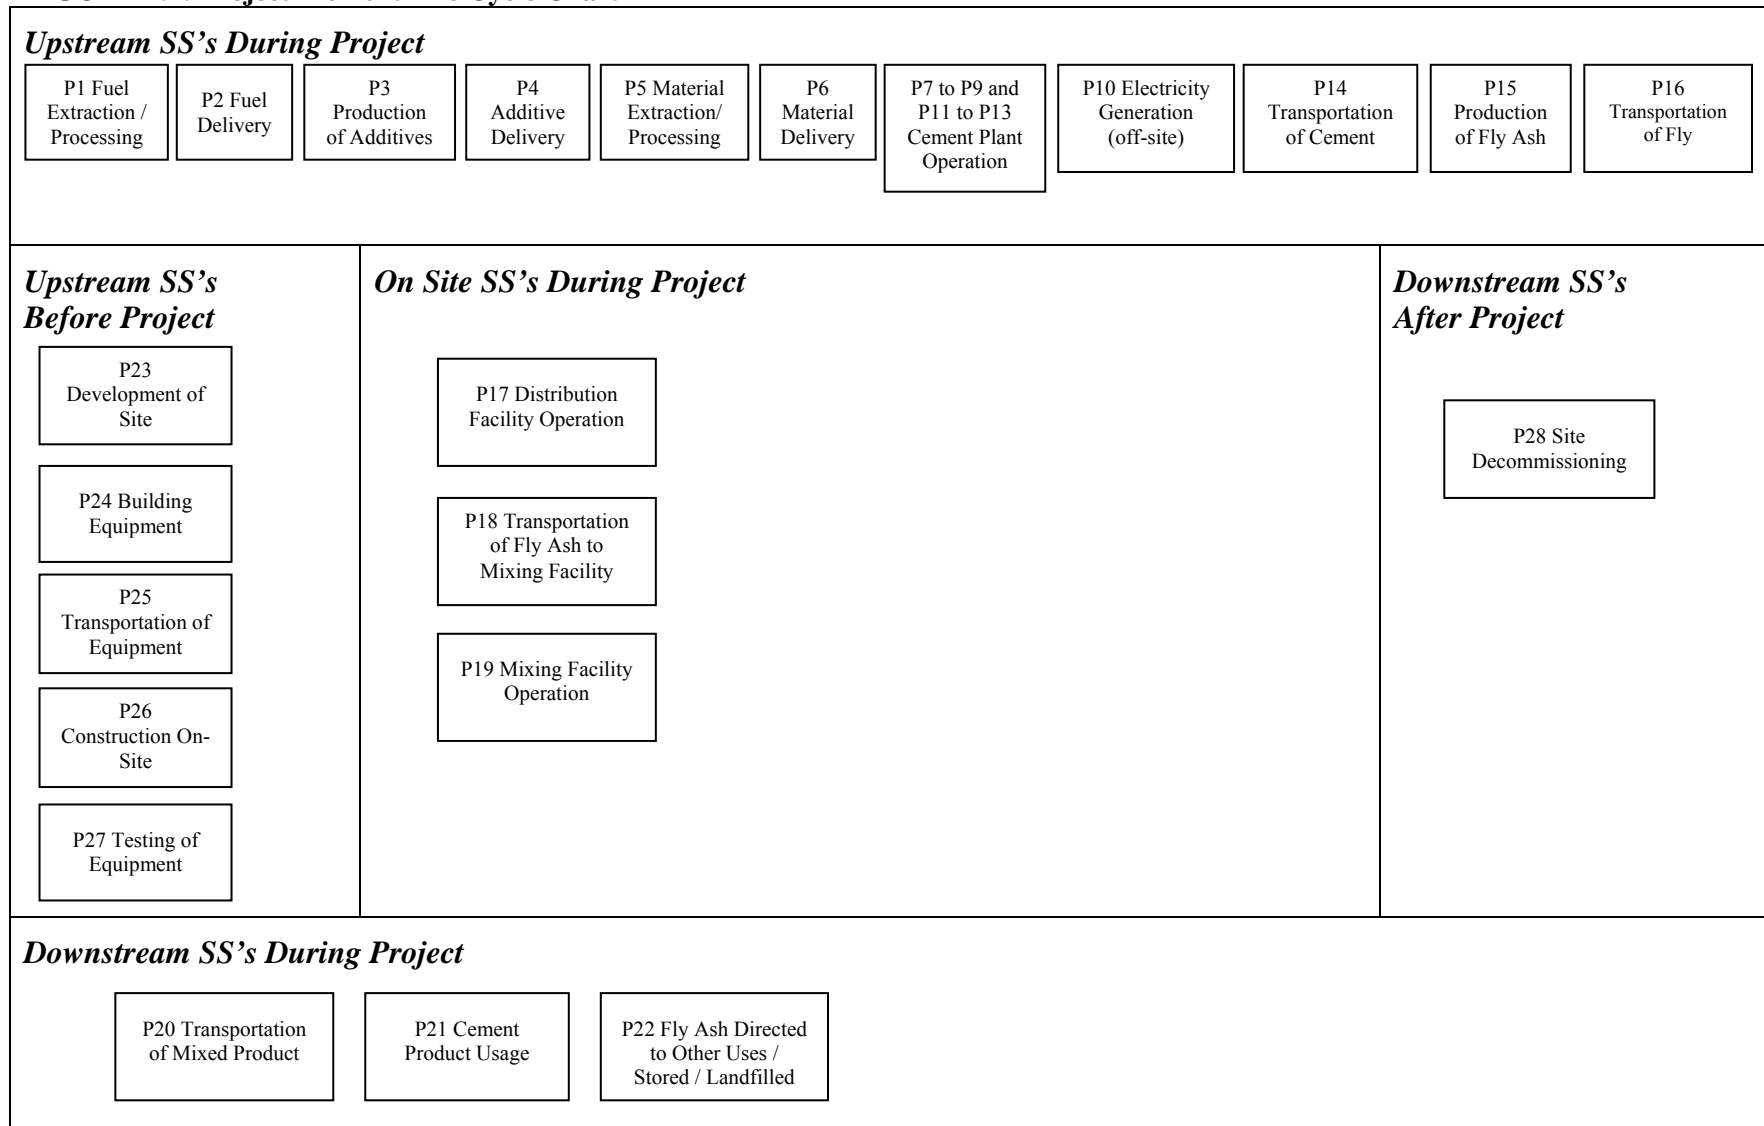 Upstream SS’s During Project
P1 Fuel
Extraction /
Processing
P2 Fuel
Delivery
P3
Production
of Additives
P4
Additive
Delivery
P5 Material
Extraction/
Processing
P6
Material
Delivery
P7 to P9 and
P11 to P13
Cement Plant
Operation
P10 Electricity
Generation
(off-site)
P14
Transportation
of Cement
P15
Production
of Fly Ash
P16
Transportation
of Fly
Upstream SS’s
Before Project
P23
Development of
Site
P24 Building
Equipment
P25
Transportation of
Equipment
P26
Construction On-
Site
P27 Testing of
Equipment
On Site SS’s During Project
P17 Distribution
Facility Operation
P18 Transportation
of Fly Ash to
Mixing Facility
P19 Mixing Facility
Operation
Downstream SS’s
After Project
P28 Site
Decommissioning
Downstream SS’s During Project
P20 Transportation
of Mixed Product
P21 Cement
Product Usage
P22 Fly Ash Directed
to Other Uses /
Stored / Landfilled